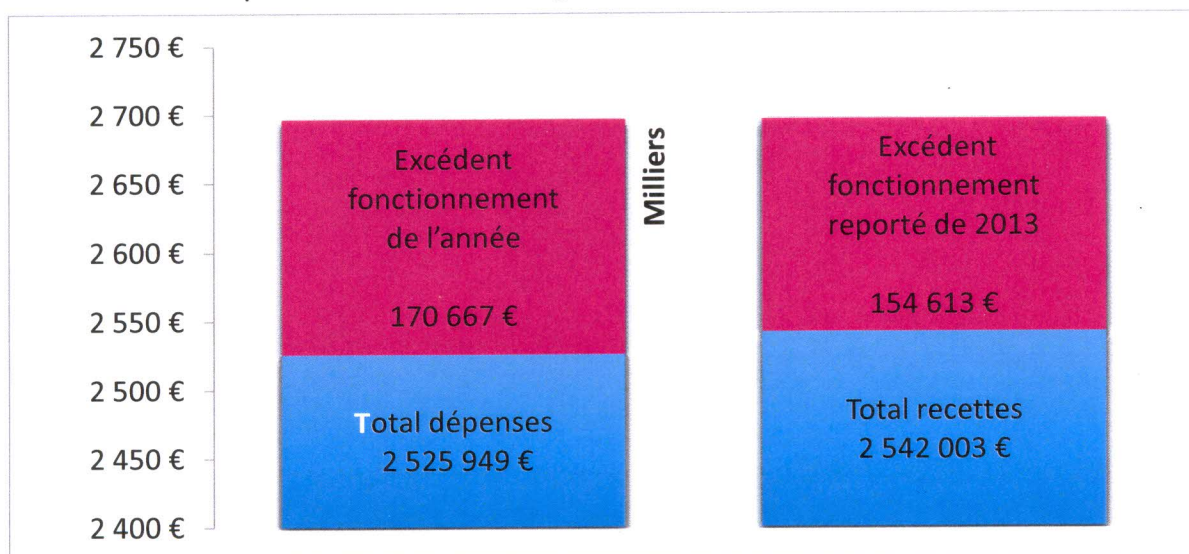 2 750 €
2 700 €
2 650 €
2 600 €
2 550 €
2 500 €
2 450 €
2 400 €
Excédent
fonctionnement
de l'année
170 667 €
Total dépenses
2 525 949 €
Milliers
Excédent
fonctionnement
reporté de 2013
154 613 €
Total recettes
2 542 003 €